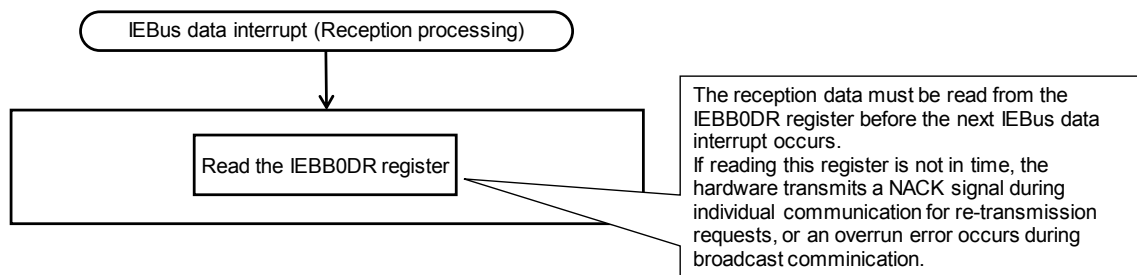 IEBus data interrupt (Reception processing)
Read the IEBB0DR register
The reception data must be read from the
IEBB0DR register before the next IEBus data
interrupt occurs.
If reading this register is not in time, the
hardware transmits a NACK signal during
individual communication for re-transmission
requests, or an overrun error occurs during
broadcast comminication.